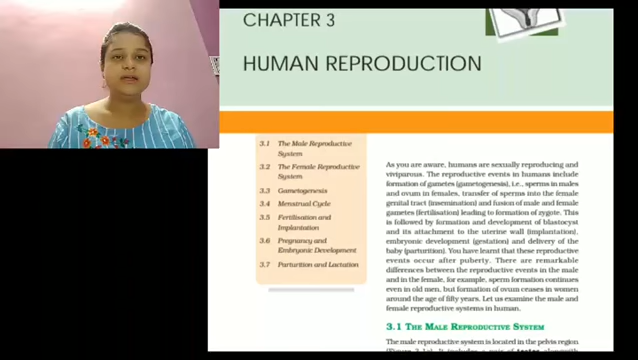 CHAPTER 3
HUMAN REPRODUCTION
3.1 The Male Reproductive
System
3.2 The Female Reproductive
System
3.3 Gametogenesis
3.4 Menstrual Cycle
3.5 Fertilisation and
Implantation
3.6 Pregnancy and
Embryonic Development
3.7 Parturition and Lactation
As you are aware, humans are sexually reproducing and
viviparous. The reproductive events in humans include
formation of gametes (gametogenesis), i.e., sperms in males
and ovum in females, transfer of sperms into the female
genital tract (insemination) and fusion of male and female
gametes (fertilisation) leading to formation of zygote. This
is followed by formation and development of blastocyst
and its attachment to the uterine wall (implantation),
embryonic development (gestation) and delivery of the
baby (parturition). You have learnt that these reproductive
events occur after puberty. There are remarkable
differences between the reproductive events in the male
and in the female, for example, sperm formation continues
even in old men, but formation of ovum ceases in women
around the age of fifty years. Let us examine the male and
female reproductive systems in human.
3.1 THE MALE REPRODUCTIVE SYSTEM
The male reproductive system is located in the pelvis region